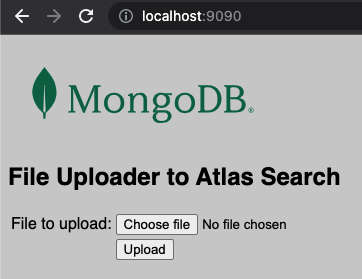 localhost:9090
MongoDB®
File Uploader to Atlas Search
File to upload: Choose file No file chosen
Upload